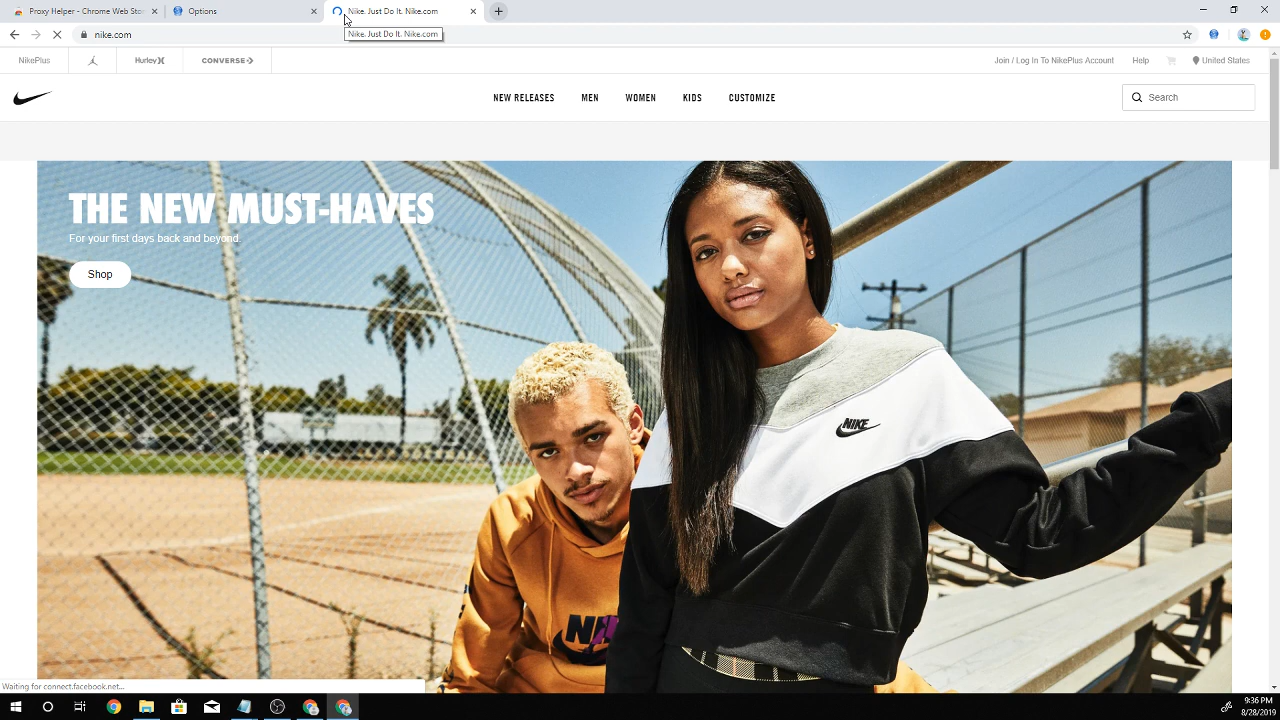 Proxy Helper - Chrome Web Sto
Options
Nike. Just Do It. Nike.com
nike.com
Nike. Just Do It. Nike.com
NikePlus
Hurley
CONVERSE
Join / Log In To NikePlus Account
Help
United States
NEW RELEASES
MEN
WOMEN
KIDS
CUSTOMIZE
Search
THE NEW MUST-HAVES
For your first days back and beyond.
Shop
NIKE
Waiting for connect.facebook.net...
9:36 PM
8/28/2019